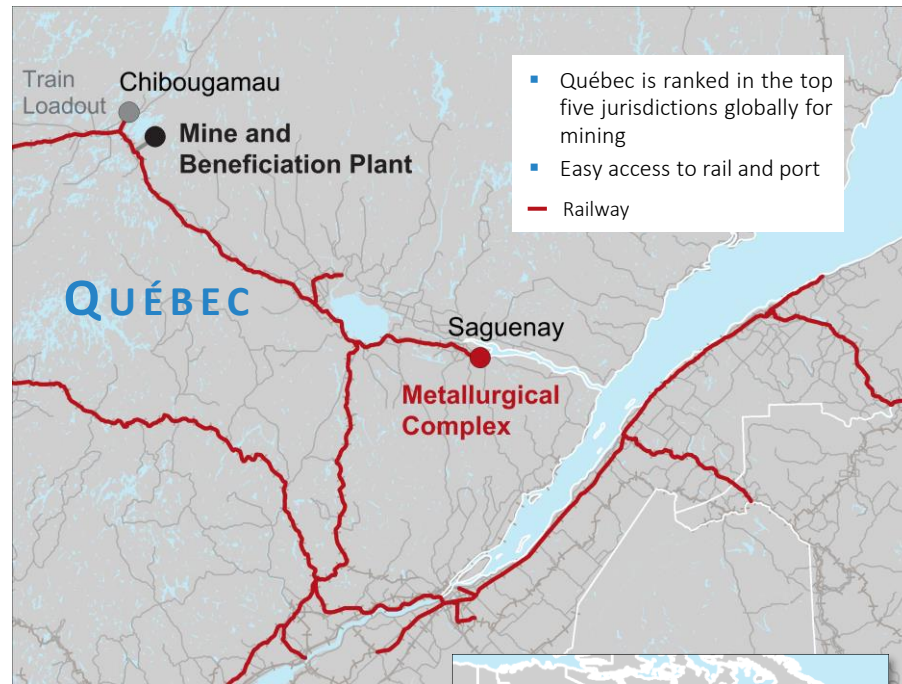 Train
Loadout
Chibougamau
Mine and
Beneficiation Plant
▪ Québec is ranked in the top
five jurisdictions globally for
mining
▪ Easy access to rail and port
Railway
QUÉBEC
Saguenay
Metallurgical
Complex